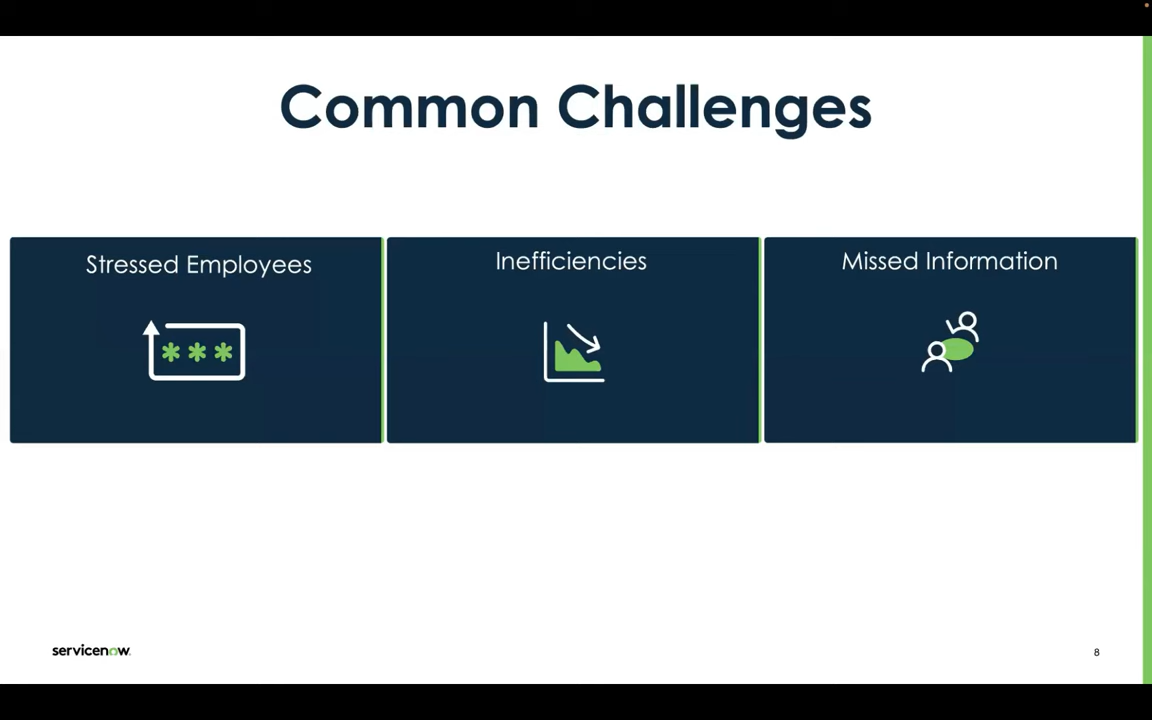 Common Challenges
Stressed Employees
Inefficiencies
Missed Information
servicenow.
8